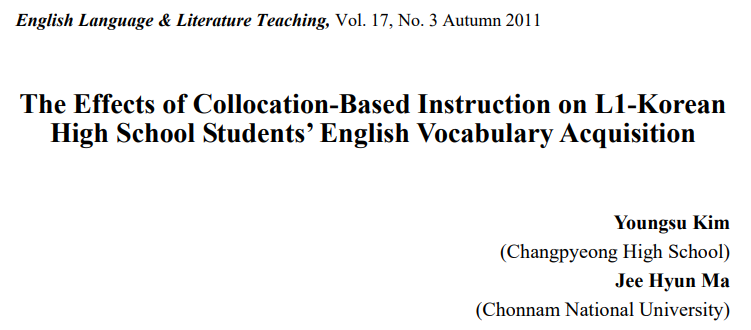 English Language & Literature Teaching, Vol. 17, No. 3 Autumn 2011
The Effects of Collocation-Based Instruction on L1-Korean
High School Students’ English Vocabulary Acquisition
Youngsu Kim
(Changpyeong High School)
Jee Hyun Ma
(Chonnam National University)